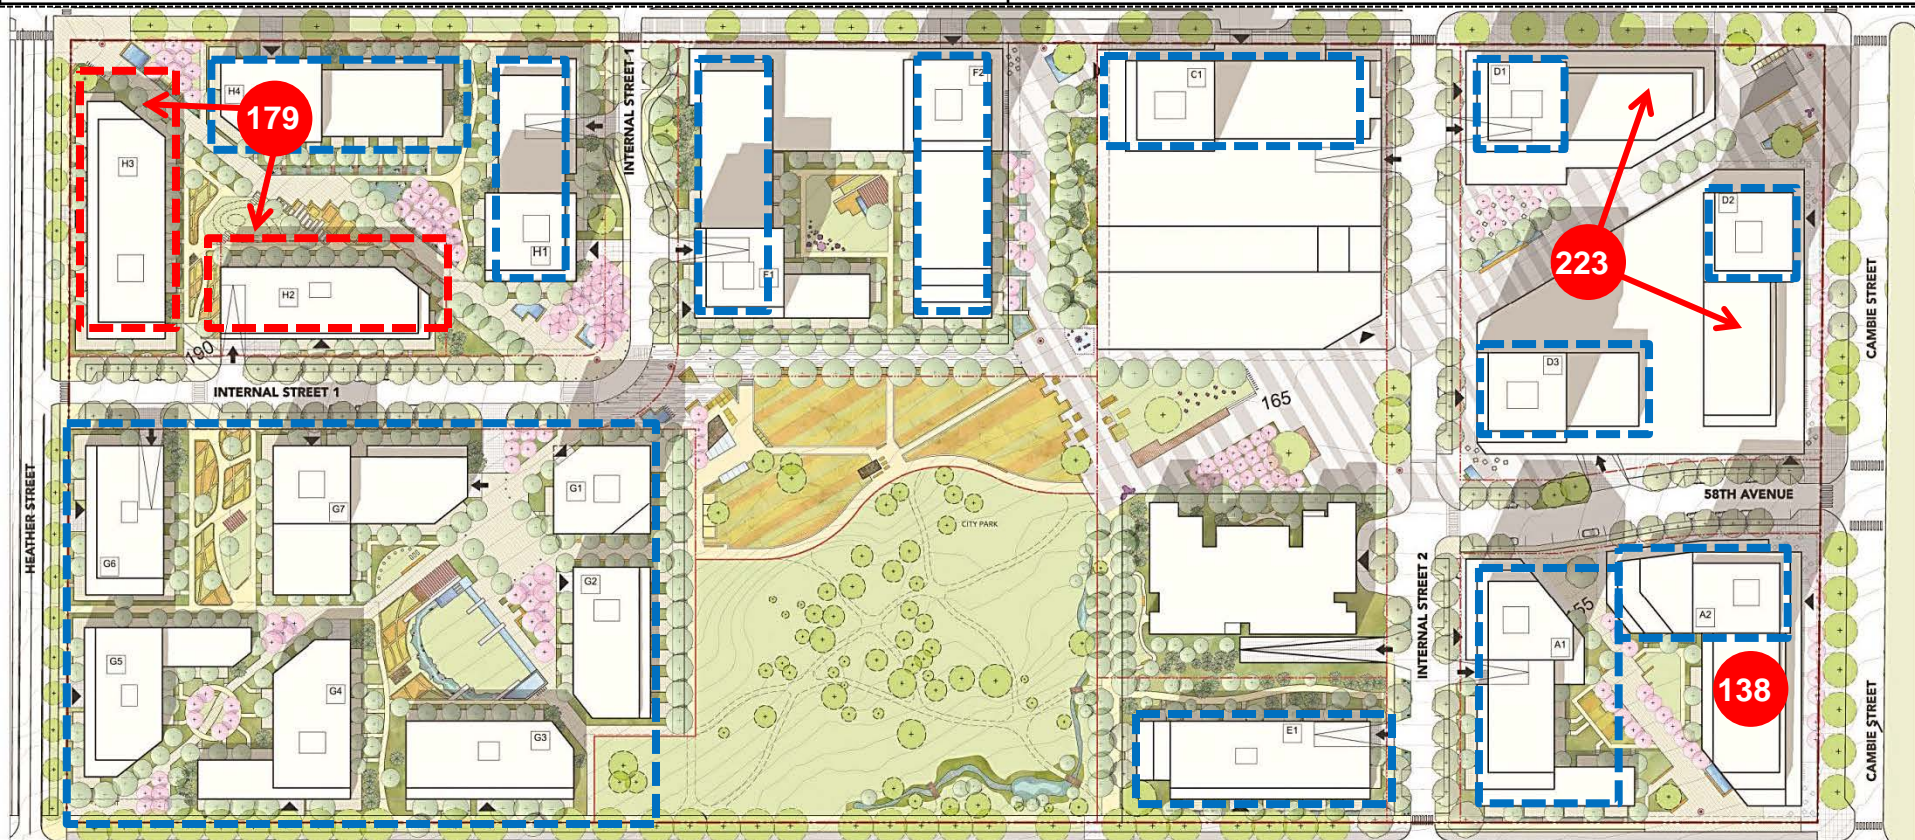 H4
179
H3
H1
H2
190
INTERNAL STREET 1
INTERNAL STREET 1
F2
F1
C1
D1
D2
223
D3
CAMBIE STREET
165
HEATHER STREET
G7
G1
G6
G2
G5
G4
G3
CITY PARK
58TH AVENUE
INTERNAL STREET 2
A1
A2
138
E1
CAMBIE STREET